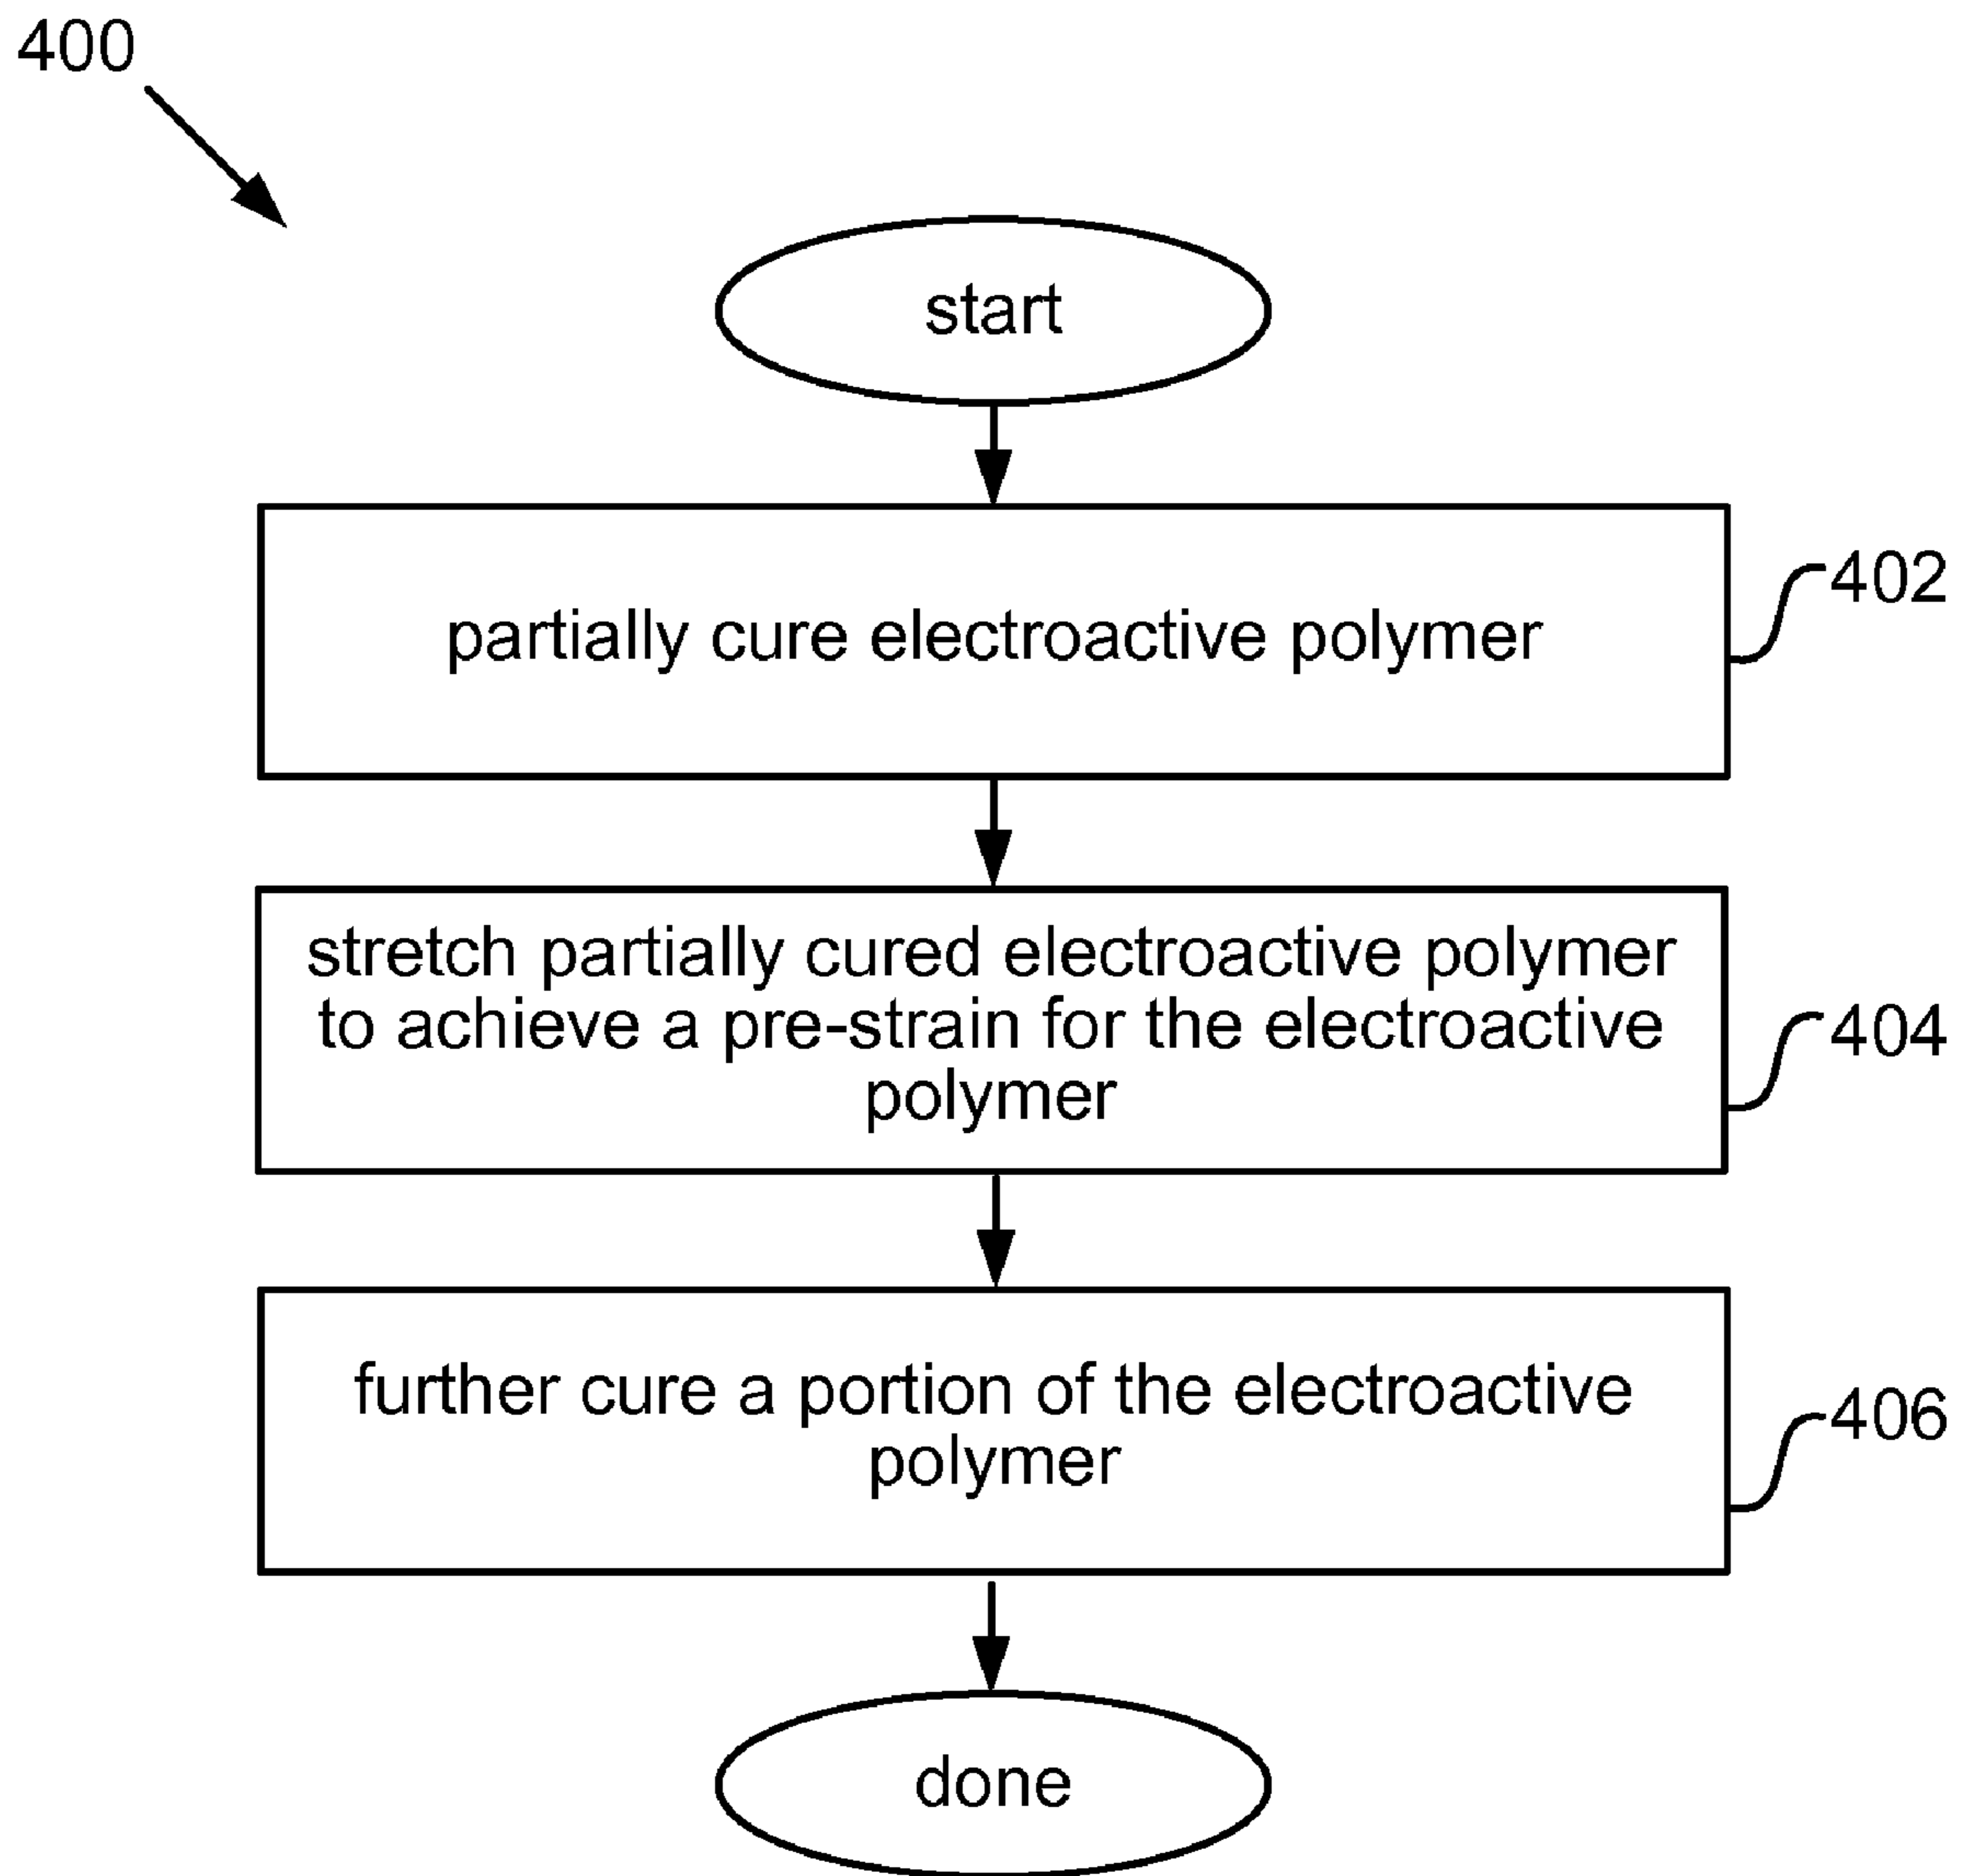 400
start
partially cure electroactive polymer
402
stretch partially cured electroactive polymer
to achieve a pre-strain for the electroactive
polymer
404
further cure a portion of the electroactive
polymer
406
done